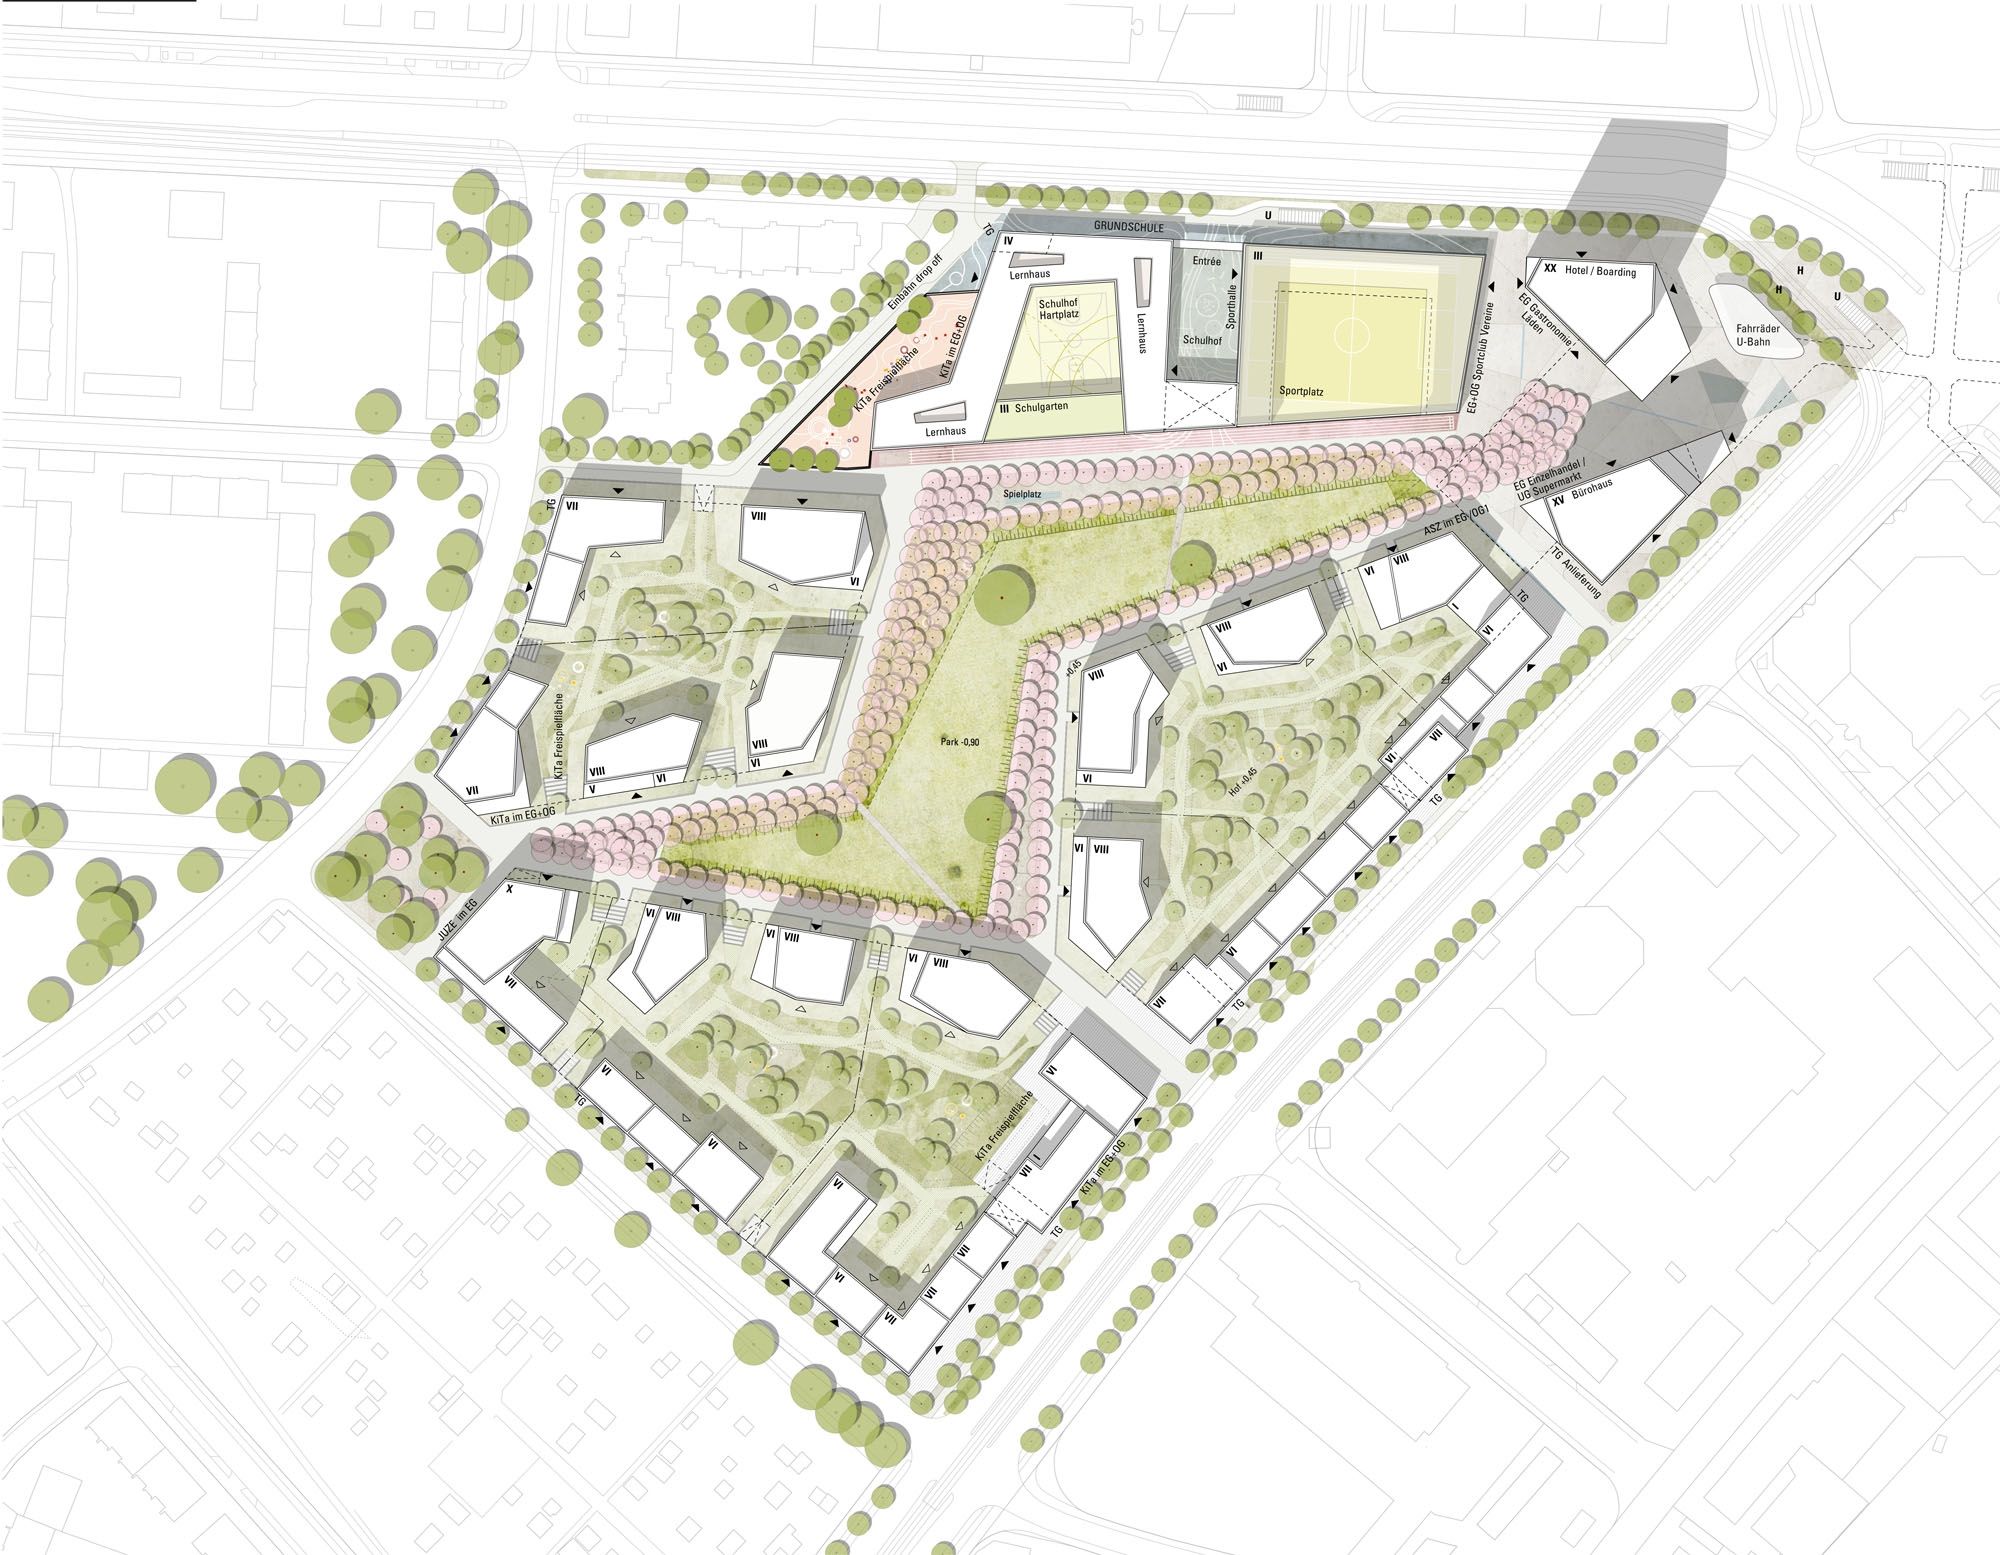 U
GRUNDSCHULE
TG
IV
Lernhaus
Entrée
III
Sporthalle
Schulhof
Hartplatz
Lernhaus
Schulhof
Einbahn drop off
KiTa Freispielfläche
KiTa im EG+OG
III Schulgarten
Lernhaus
Sportplatz
EG+OG Sportclub Vereine
XX Hotel / Boarding
EG Gastronomie
Läden
H
H
U
Fahrräder
U-Bahn
EG Einzelhandel /
UG Supermarkt
XV Bürohaus
TG Anlieferung
Spielplatz
ASZ im EG /OG1
TG
VII
VIII
VI
VIII
VI
VI
VIII
I
TG
VI
VIII
VI
+0,45
VIII
VI
KiTa Freispielfläche
VII
VIII
V
VI
VIII
VI
KiTa im EG+OG
Park -0,90
Hof +0,45
VII
VI
TG
VI
VIII
VI
VII
TG
JUZE im EG
X
VII
VI
VIII
VI
VIII
VI
VIII
VI
TG
VI
VI
KiTa Freispielfläche
VII
I
KiTa im EG+OG
TG
VI
VI
VII
VII
VII